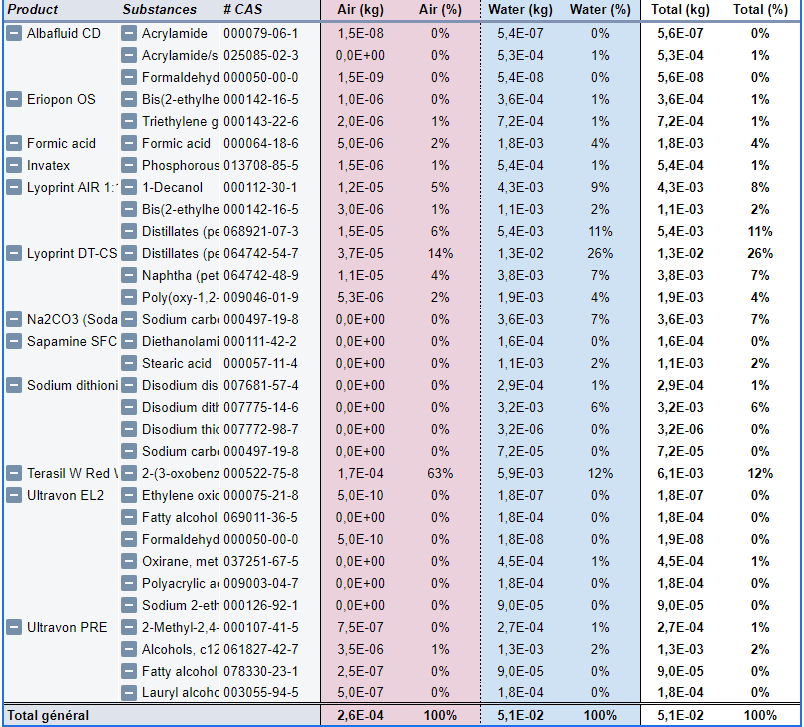 Product Substances # CAS Air (kg) Air (%) Water (kg) Water (%) Total (kg) Total (%)
Albafluid CD Acrylamide 000079-06-1 1,5E-08 0% 5,4E-07 0% 5,6E-07 0%
Acrylamide/s 025085-02-3 0,0E+00 0% 5,3E-04 1% 5,3E-04 1%
Formaldehyd 000050-00-0 1,5E-09 0% 5,4E-08 0% 5,6E-08 0%
Eriopon OS Bis(2-ethylhe 000142-16-5 1,0E-06 0% 3,6E-04 1% 3,6E-04 1%
Triethylene g 000143-22-6 2,0E-06 1% 7,2E-04 1% 7,2E-04 1%
Formic acid Formic acid 000064-18-6 5,0E-06 2% 1,8E-03 4% 1,8E-03 4%
Invatex Phosphorous 013708-85-5 1,5E-06 1% 5,4E-04 1% 5,4E-04 1%
Lyoprint AIR 1:1 1-Decanol 000112-30-1 1,2E-05 5% 4,3E-03 9% 4,3E-03 8%
Bis(2-ethylhe 000142-16-5 3,0E-06 1% 1,1E-03 2% 1,1E-03 2%
Distillates (pe 068921-07-3 1,5E-05 6% 5,4E-03 11% 5,4E-03 11%
Lyoprint DT-CS Distillates (pe 064742-54-7 3,7E-05 14% 1,3E-02 26% 1,3E-02 26%
Naphtha (pet 064742-48-9 1,1E-05 4% 3,8E-03 7% 3,8E-03 7%
Poly(oxy-1,2- 009046-01-9 5,3E-06 2% 1,9E-03 4% 1,9E-03 4%
Na2CO3 (Soda Sodium carb 000497-19-8 0,0E+00 0% 3,6E-03 7% 3,6E-03 7%
Sapamine SFC Diethanolami 000111-42-2 0,0E+00 0% 1,6E-04 0% 1,6E-04 0%
Stearic acid 000057-11-4 0,0E+00 0% 1,1E-03 2% 1,1E-03 2%
Sodium dithioni Disodium dis 007681-57-4 0,0E+00 0% 2,9E-04 1% 2,9E-04 1%
Disodium dith 007775-14-6 0,0E+00 0% 3,2E-03 6% 3,2E-03 6%
Disodium thio 007772-98-7 0,0E+00 0% 3,2E-06 0% 3,2E-06 0%
Sodium carb 000497-19-8 0,0E+00 0% 7,2E-05 0% 7,2E-05 0%
Terasil W Red 2-(3-oxobenz 000522-75-8 1,7E-04 63% 5,9E-03 12% 6,1E-03 12%
Ultravon EL2 Ethylene oxid 000075-21-8 5,0E-10 0% 1,8E-07 0% 1,8E-07 0%
Fatty alcohol 069011-36-5 0,0E+00 0% 1,8E-04 0% 1,8E-04 0%
Formaldehyd 000050-00-0 5,0E-10 0% 1,8E-08 0% 1,9E-08 0%
Oxirane, met 037251-67-5 0,0E+00 0% 4,5E-04 1% 4,5E-04 1%
Polyacrylic a 009003-04-7 0,0E+00 0% 1,8E-04 0% 1,8E-04 0%
Sodium 2-eth 000126-92-1 0,0E+00 0% 9,0E-05 0% 9,0E-05 0%
Ultravon PRE 2-Methyl-2,4- 000107-41-5 7,5E-07 0% 2,7E-04 1% 2,7E-04 1%
Alcohols, c12 061827-42-7 3,5E-06 1% 1,3E-03 2% 1,3E-03 2%
Fatty alcohol 078330-23-1 2,5E-07 0% 9,0E-05 0% 9,0E-05 0%
Lauryl alcoho 003055-94-5 5,0E-07 0% 1,8E-04 0% 1,8E-04 0%
Total général 2,6E-04 100% 5,1E-02 100% 5,1E-02 100%